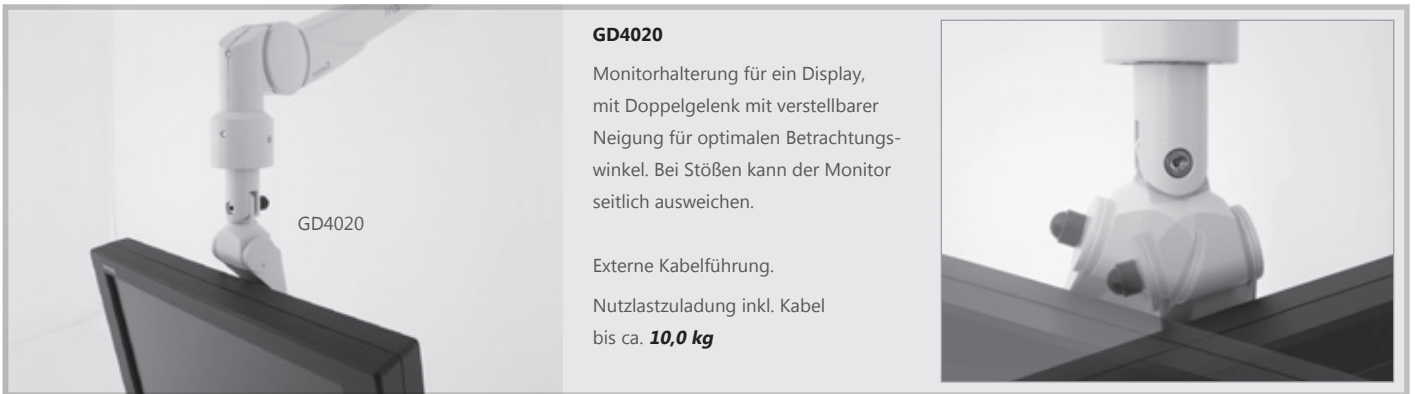 GD4020
GD4020
Monitorhalterung für ein Display,
mit Doppelgelenk mit verstellbarer
Neigung für optimalen Betrachtungs-
winkel. Bei Stößen kann der Monitor
seitlich ausweichen.
Externe Kabelführung.
Nutzlastzuladung inkl. Kabel
bis ca. 10,0 kg